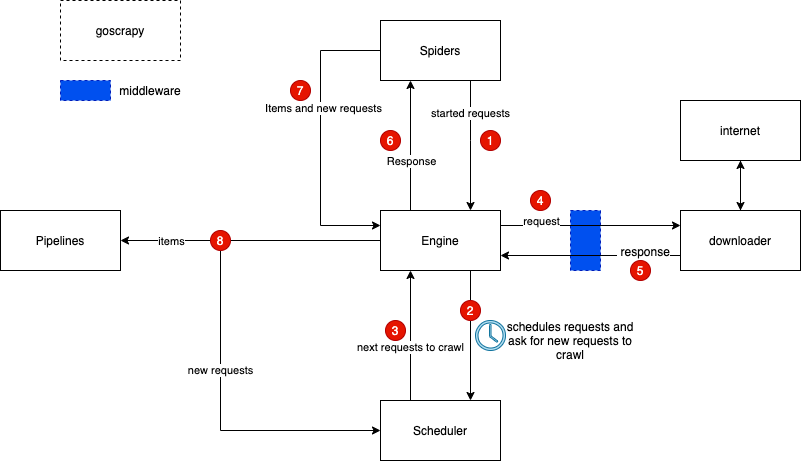 goscrapy
Spiders
middleware
7
Items and new requests
started requests
6
1
Response
internet
4
request
Pipelines
items
8
Engine
downloader
response
5
2
3
schedules requests and
ask for new requests to
crawl
next requests to crawl
new requests
Scheduler